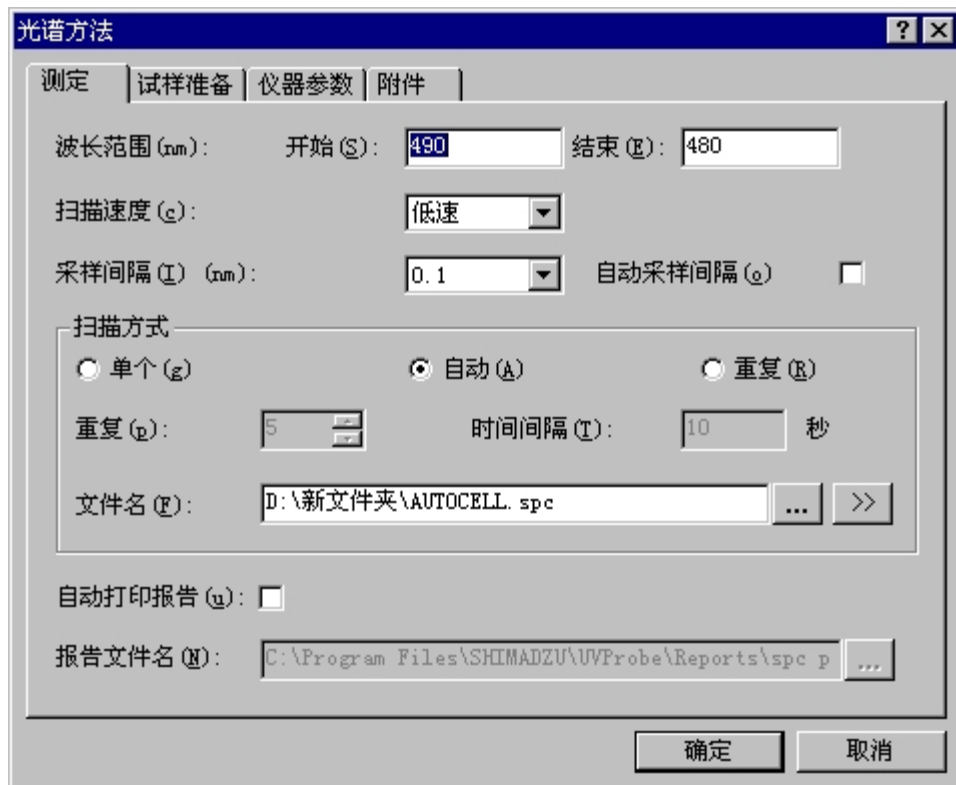 光谱方法
测定 试样准备 仪器参数 附件
波长范围(nm): 开始(S): 490 结束(E): 480
扫描速度(c): 低速
采样间隔(I) (nm): 0.1 自动采样间隔(o)
扫描方式
单个(g) 自动(A) 重复(R)
重复(p): 5 时间间隔(T): 10 秒
文件名(F): D:\新文件夹\AUTOCELL.spc ... >>
自动打印报告(u):
报告文件名(N): C:\Program Files\SHIMADZU\UVProbe\Reports\spc p ...
确定 取消